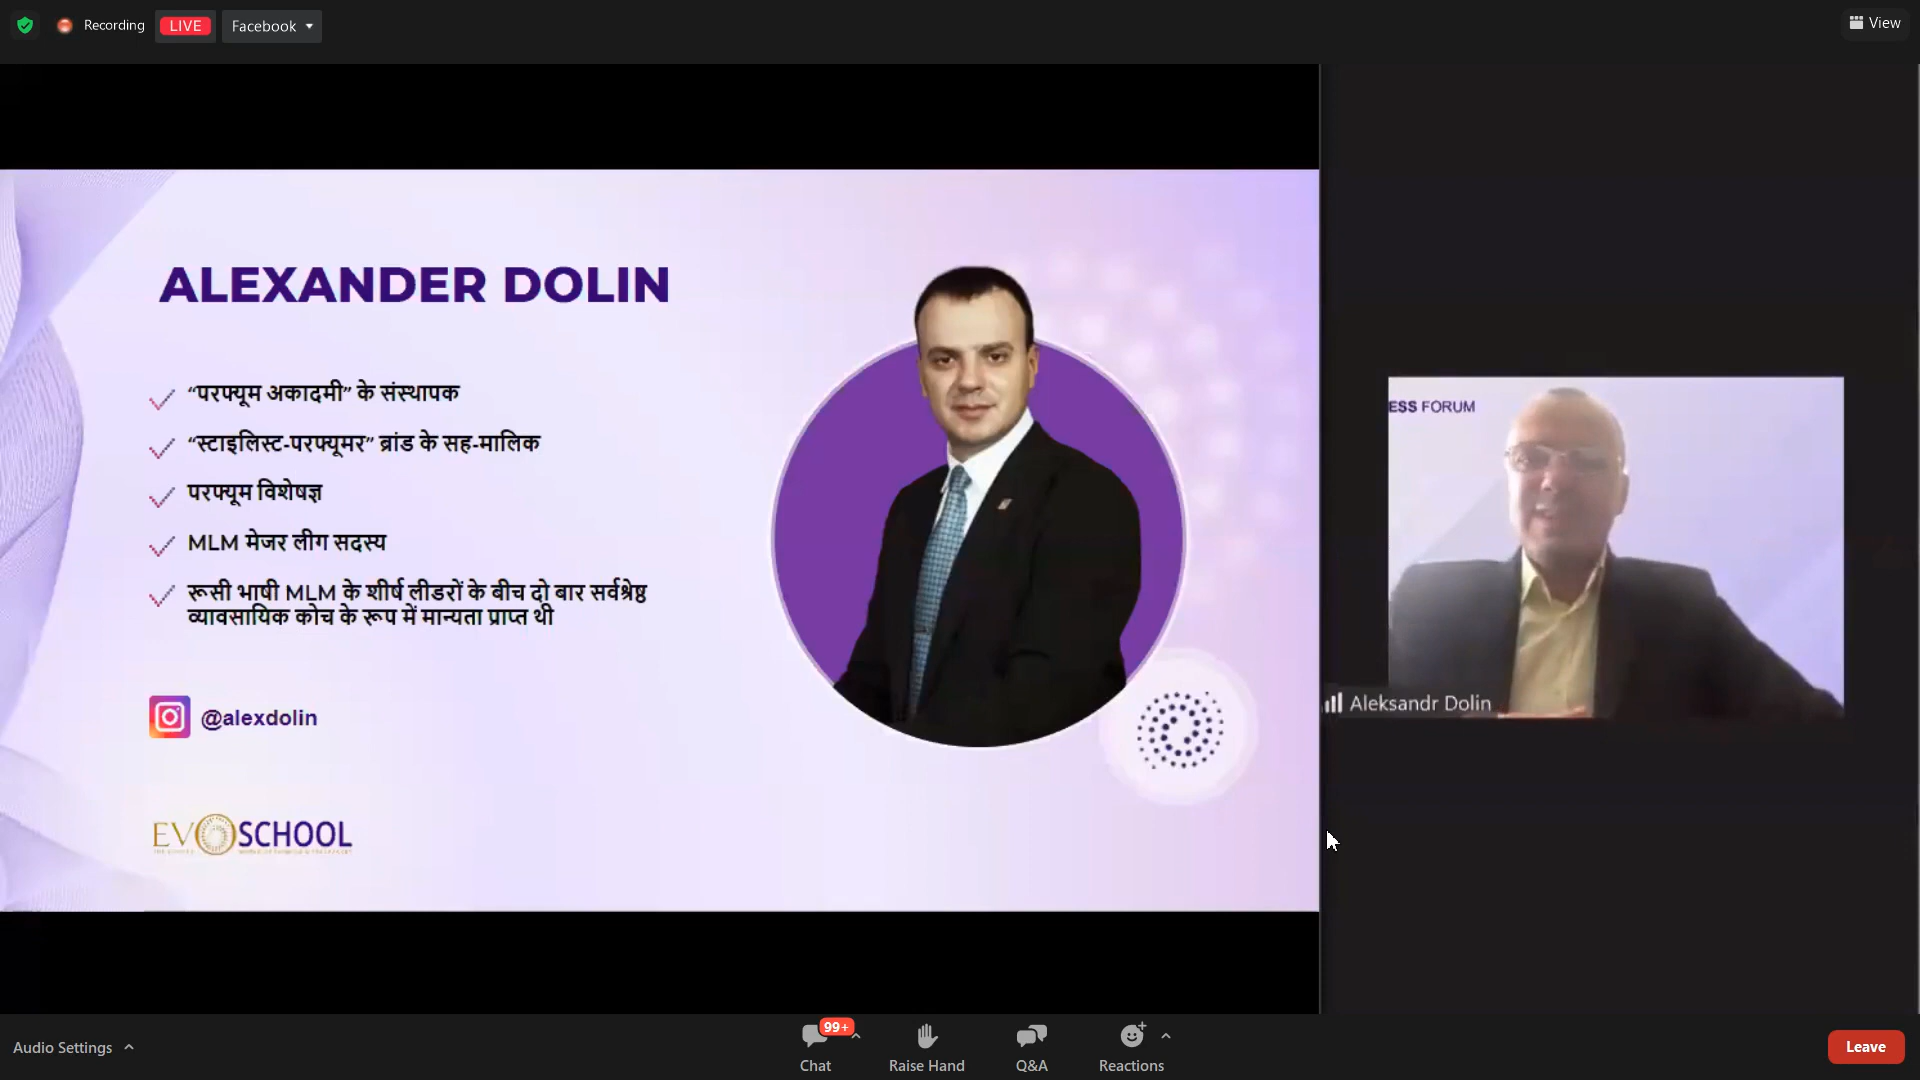 Recording
LIVE
Facebook
View
ALEXANDER DOLIN
“परफ्यूम अकादमी” के संस्थापक
“स्टाइलिस्ट-परफ्यूमर” ब्रांड के सह-मालिक
परफ्यूम विशेषज्ञ
MLM मेजर लीग सदस्य
रूसी भाषी MLM के शीर्ष लीडरों के बीच दो बार सर्वश्रेष्ठ
व्यावसायिक कोच के रूप में मान्यता प्राप्त थी
@alexdolin
EVOSCHOOL
ESS FORUM
Aleksandr Dolin
Audio Settings
99+
Chat
Raise Hand
Q&A
Reactions
Leave